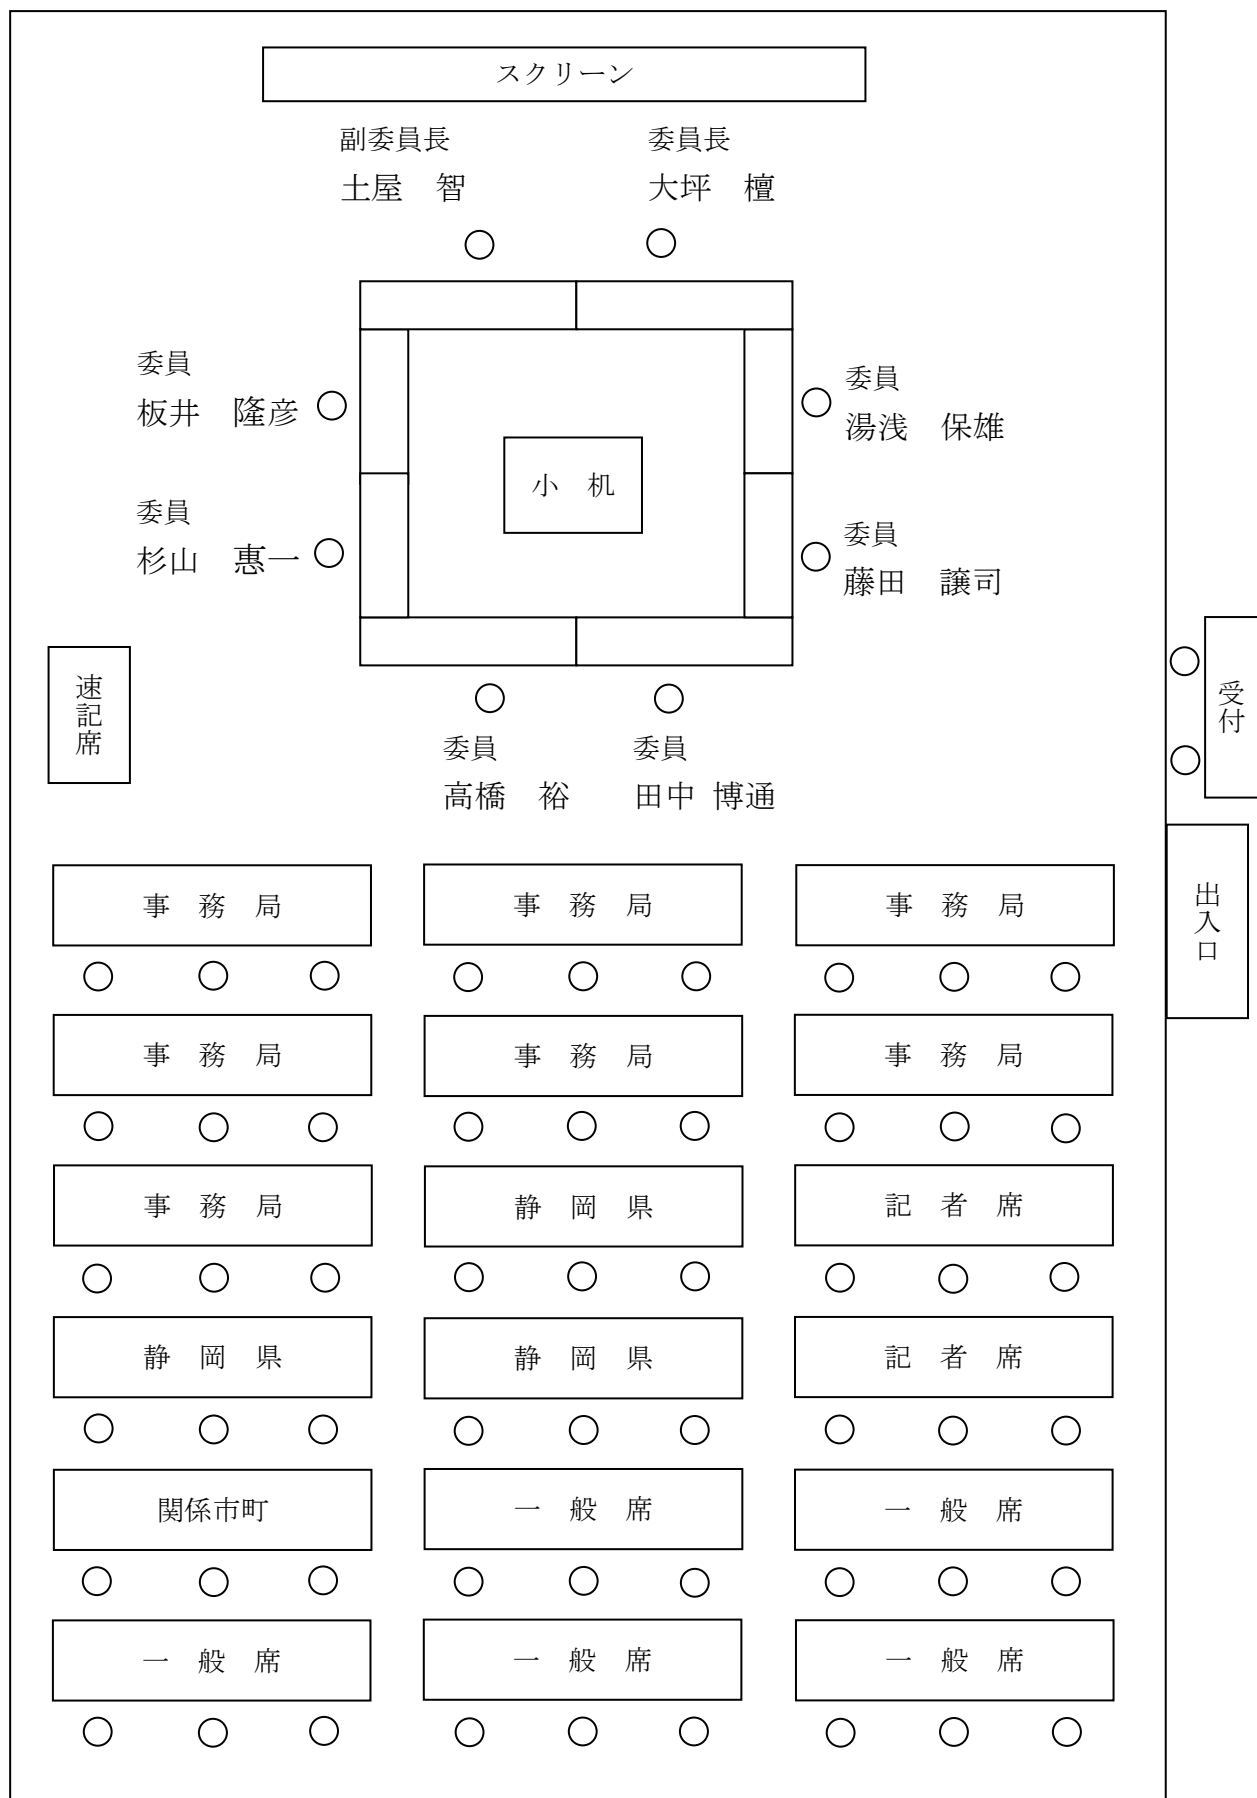 スクリーン
副委員長
土屋　智
委員長
大坪　檀
委員
板井　隆彦
委員
湯浅　保雄
小　机
委員
杉山　惠一
委員
藤田　譲司
速記席
受付
委員
高橋　裕
委員
田中 博通
出入口
事　務　局
事　務　局
事　務　局
事　務　局
事　務　局
事　務　局
事　務　局
静　岡　県
記　者　席
静　岡　県
静　岡　県
記　者　席
関係市町
一　般　席
一　般　席
一　般　席
一　般　席
一　般　席